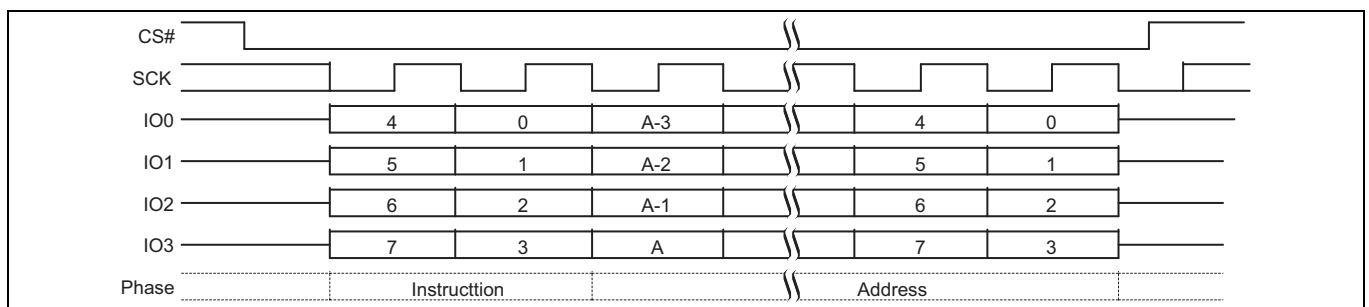 CS#
SCK
IO0 4 0 A-3 4 0
IO1 5 1 A-2 5 1
IO2 6 2 A-1 6 2
IO3 7 3 A 7 3
Phase Instructtion Address